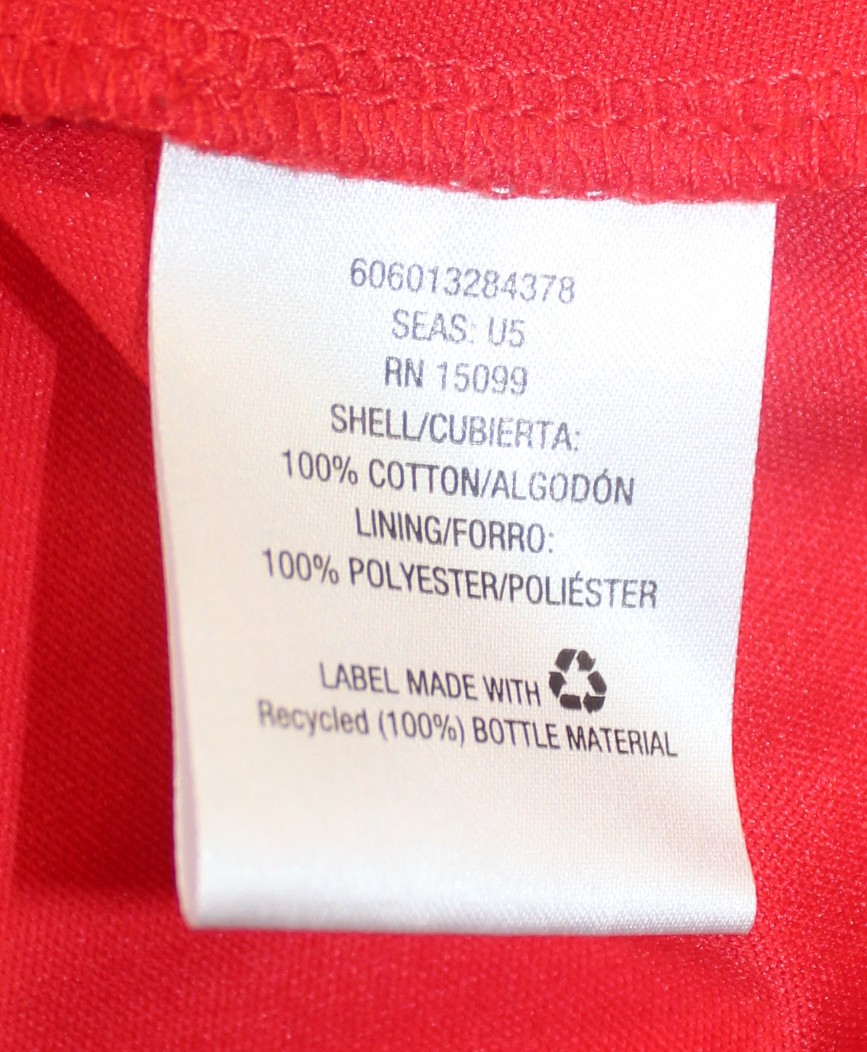 606013284378
SEAS: U5
RN 15099
SHELL/CUBIERTA:
100% COTTON/ALGODÓN
LINING/FORRO:
100% POLYESTER/POLIÉSTER
LABEL MADE WITH
Recycled (100%) BOTTLE MATERIAL